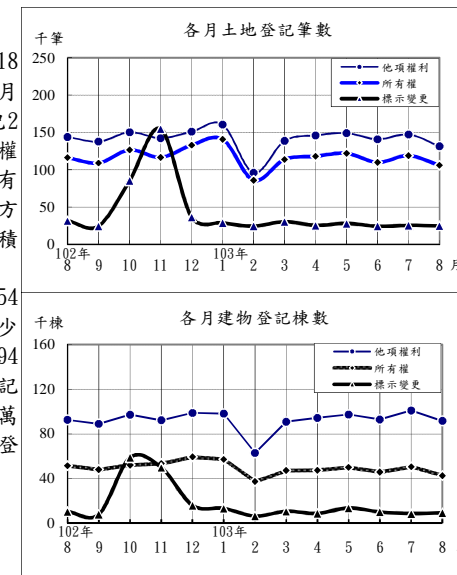 18
月
2
權
有
方
積
54
少
94
記
萬
登
各月土地登記筆數
千筆
250
200
150
100
50
0
他項權利
所有權
標示變更
102年 103年
8 9 10 11 12 1 2 3 4 5 6 7 8 月
各月建物登記棟數
千棟
160
120
80
40
0
他項權利
所有權
標示變更
102年 103年
8 9 10 11 12 1 2 3 4 5 6 7 8